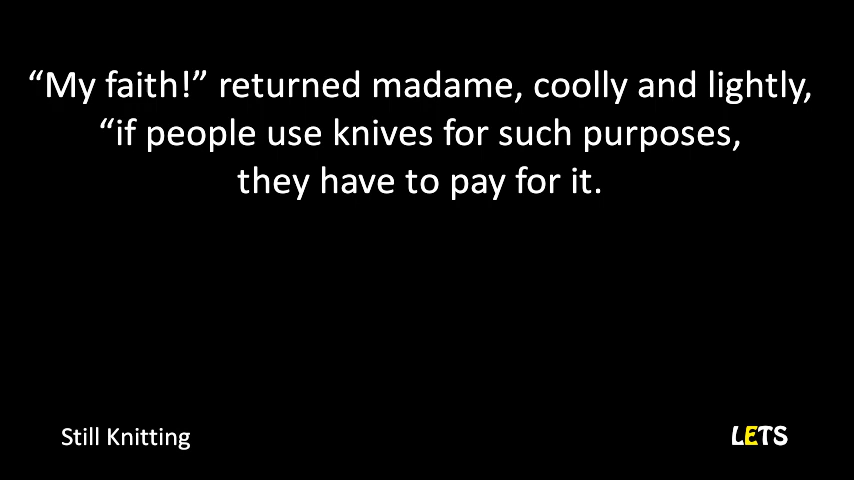 “My faith!” returned madame, coolly and lightly,
“if people use knives for such purposes,
they have to pay for it.
Still Knitting
LETS